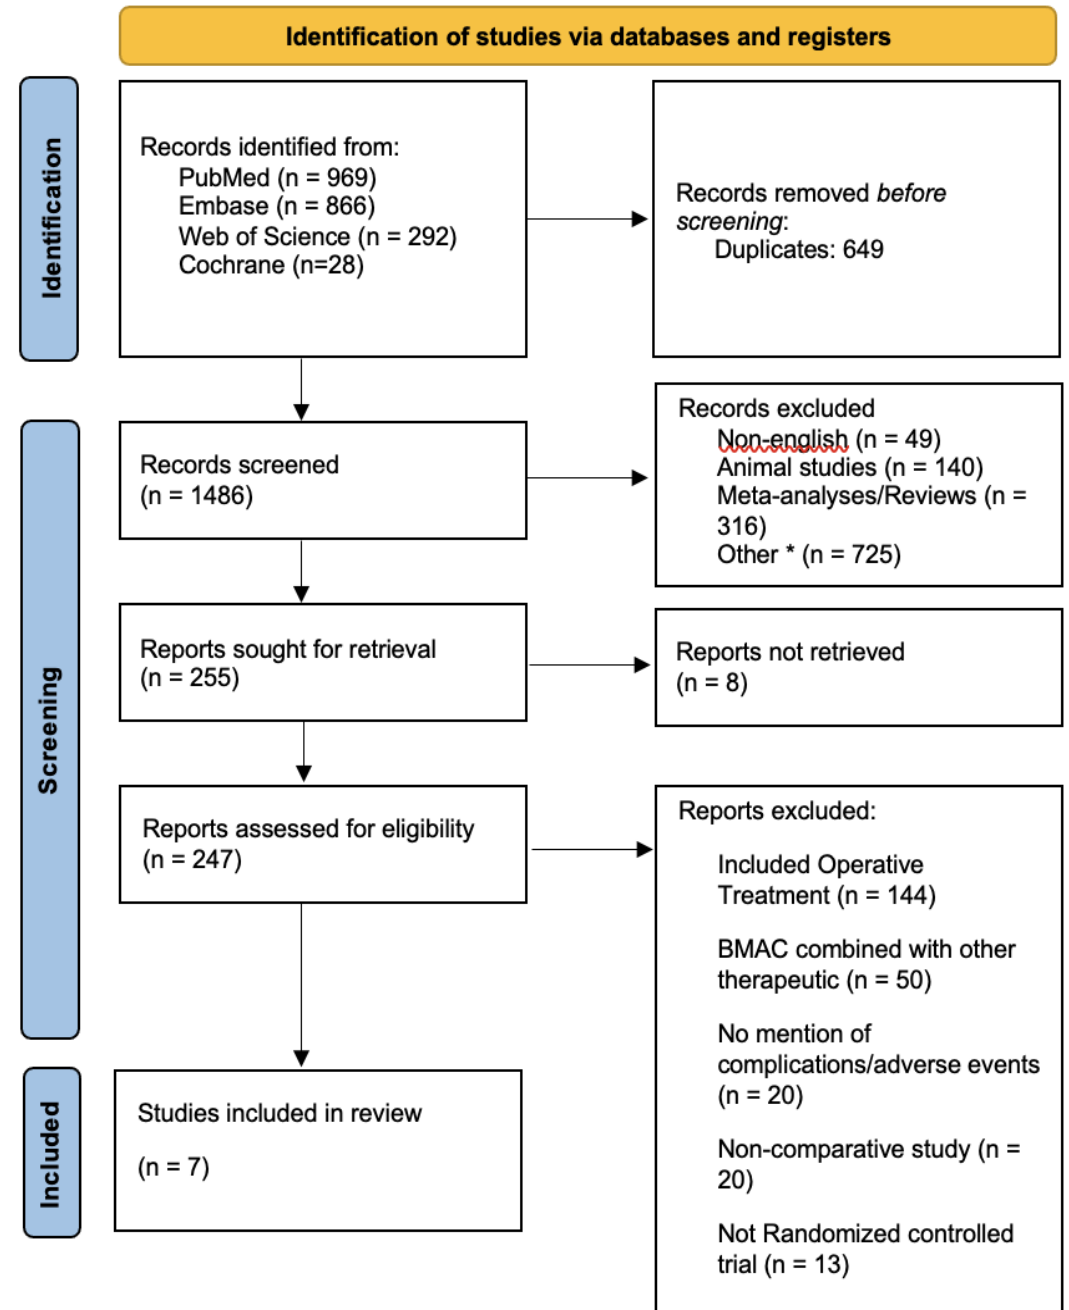 Identification of studies via databases and registers
Identification
Records identified from:
PubMed (n = 969)
Embase (n = 866)
Web of Science (n = 292)
Cochrane (n=28)
Records removed before
screening:
Duplicates: 649
Screening
Records screened
(n = 1486)
Records excluded
Non-english (n = 49)
Animal studies (n = 140)
Meta-analyses/Reviews (n =
316)
Other * (n = 725)
Reports sought for retrieval
(n = 255)
Reports not retrieved
(n = 8)
Reports assessed for eligibility
(n = 247)
Reports excluded:
Included Operative
Treatment (n = 144)
BMAC combined with other
therapeutic (n = 50)
No mention of
complications/adverse events
(n = 20)
Non-comparative study (n =
20)
Not Randomized controlled
trial (n = 13)
Included
Studies included in review
(n = 7)